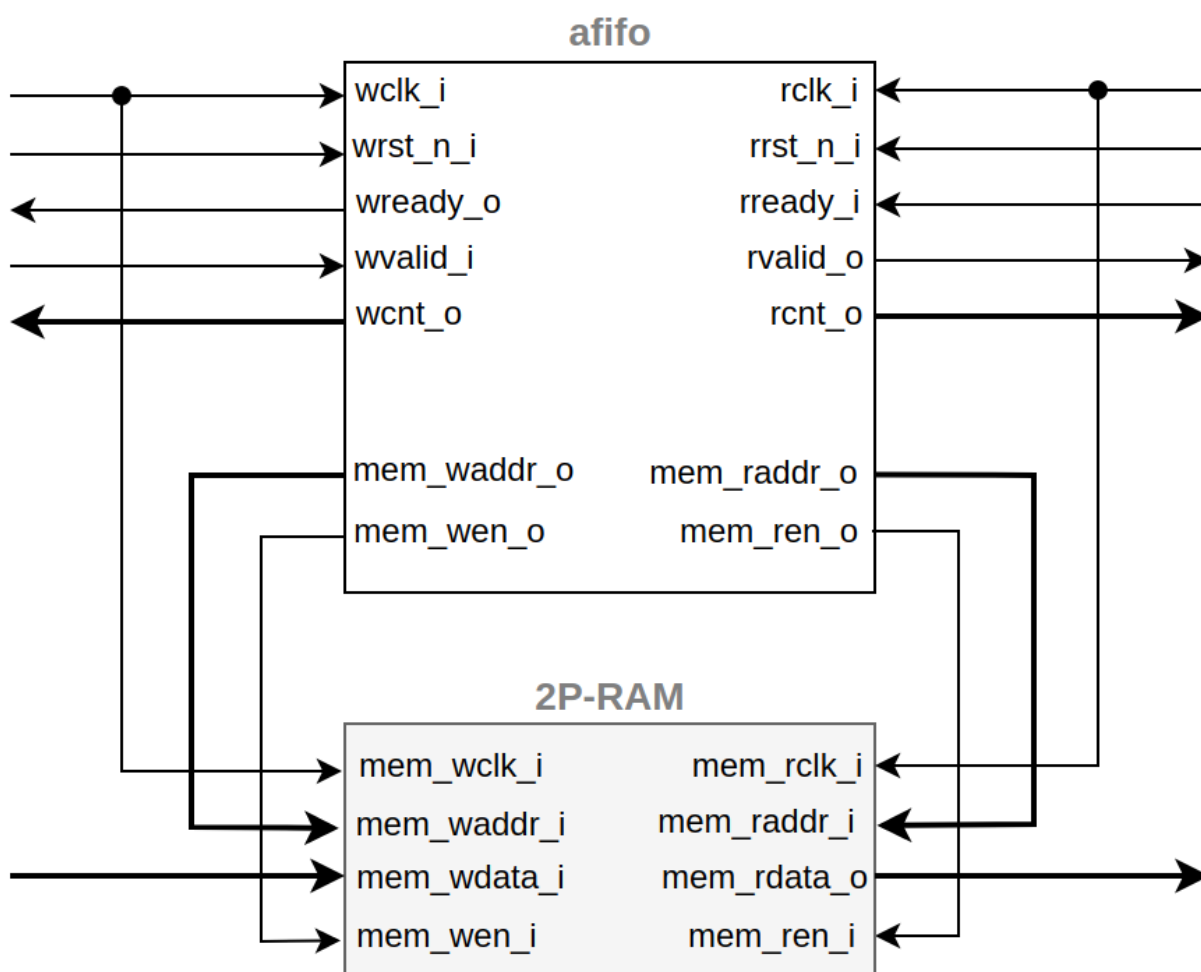 afifo
wclk_i rclk_i
wrst_n_i rrst_n_i
wready_o rready_i
wvalid_i rvalid_o
wcnt_o rcnt_o
mem_waddr_o mem_raddr_o
mem_wen_o mem_ren_o
2P-RAM
mem_wclk_i mem_rclk_i
mem_waddr_i mem_raddr_i
mem_wdata_i mem_rdata_o
mem_wen_i mem_ren_i